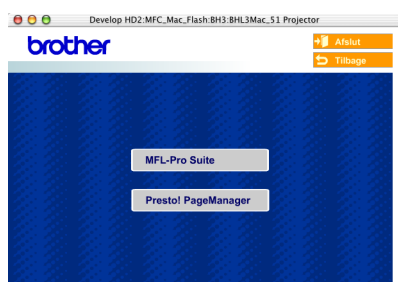 Develop HD2:MFC_Mac_Flash:BH3:BHL3Mac_51 Projector
brother
Afslut
Tilbage
MFL-Pro Suite
Presto! PageManager